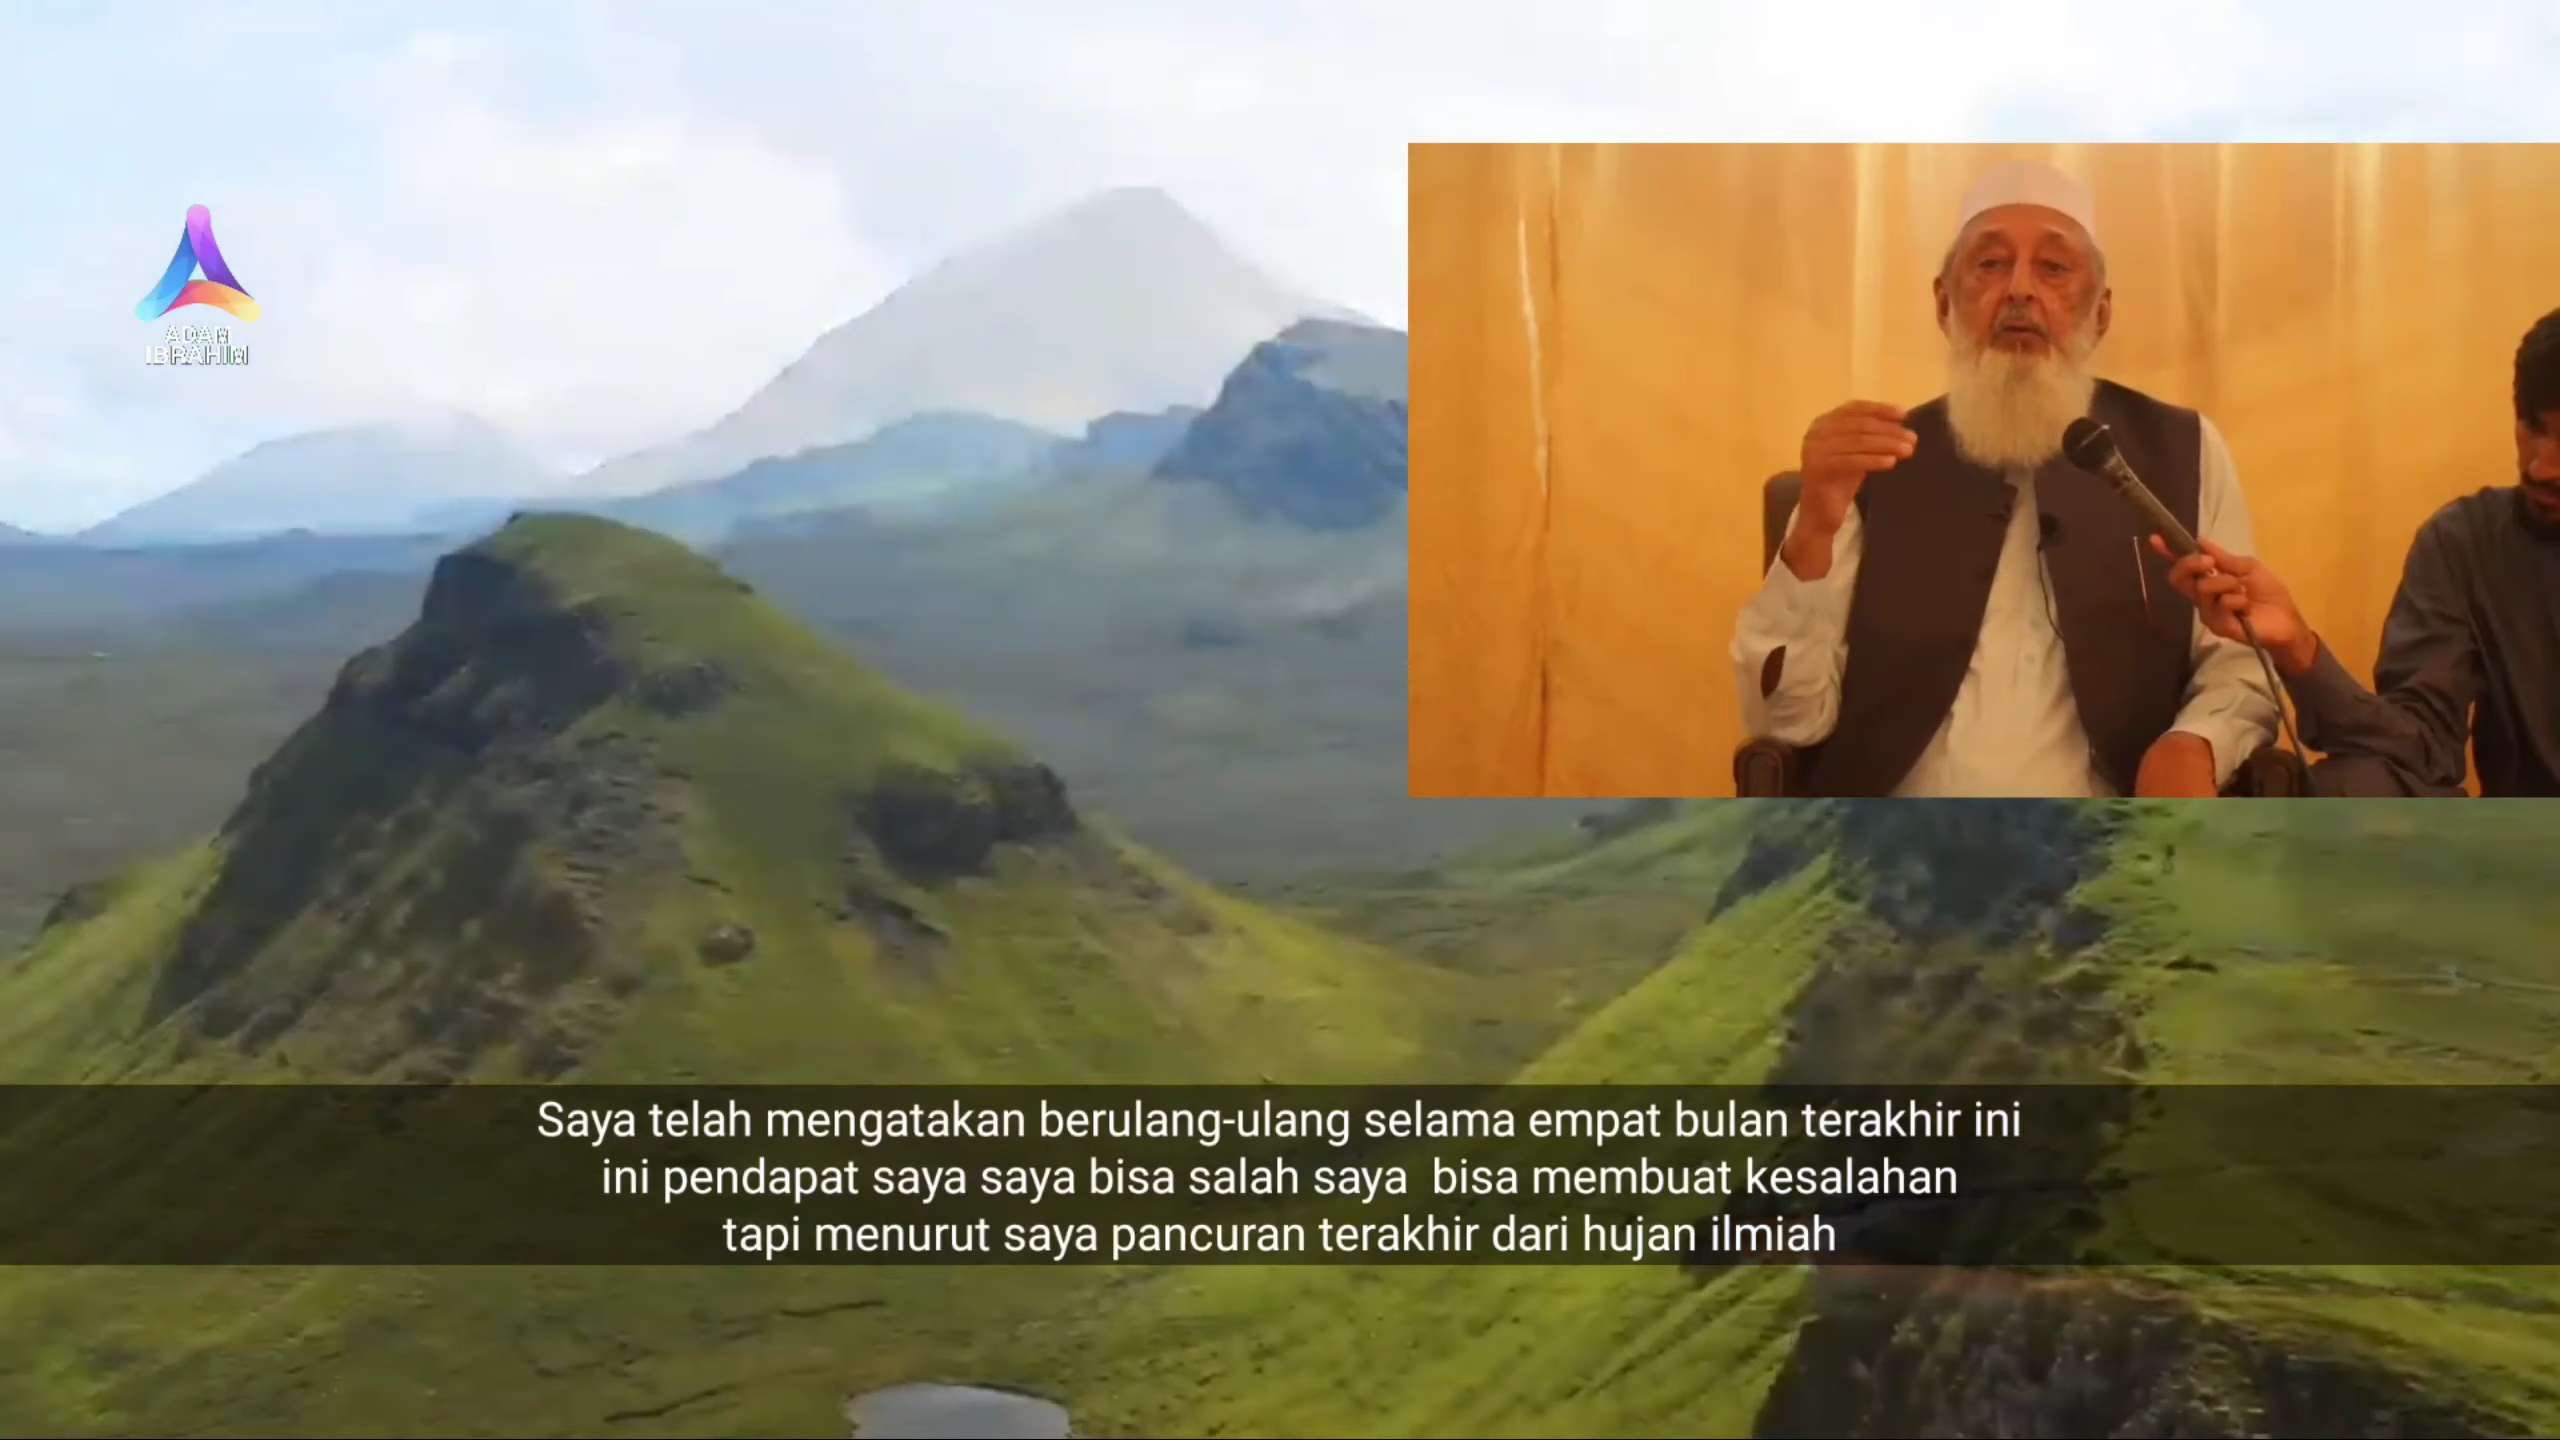 ADAM
IBRAHIM
Saya telah mengatakan berulang-ulang selama empat bulan terakhir ini
ini pendapat saya saya bisa salah saya  bisa membuat kesalahan
tapi menurut saya pancuran terakhir dari hujan ilmiah